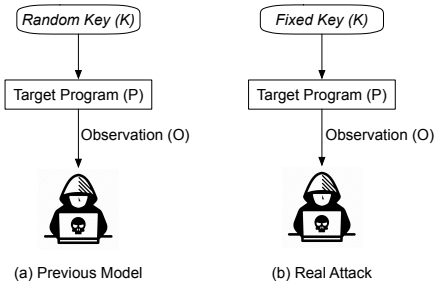 Random Key (K)
Target Program (P)
Observation (O)
(a) Previous Model
Fixed Key (K)
Target Program (P)
Observation (O)
(b) Real Attack